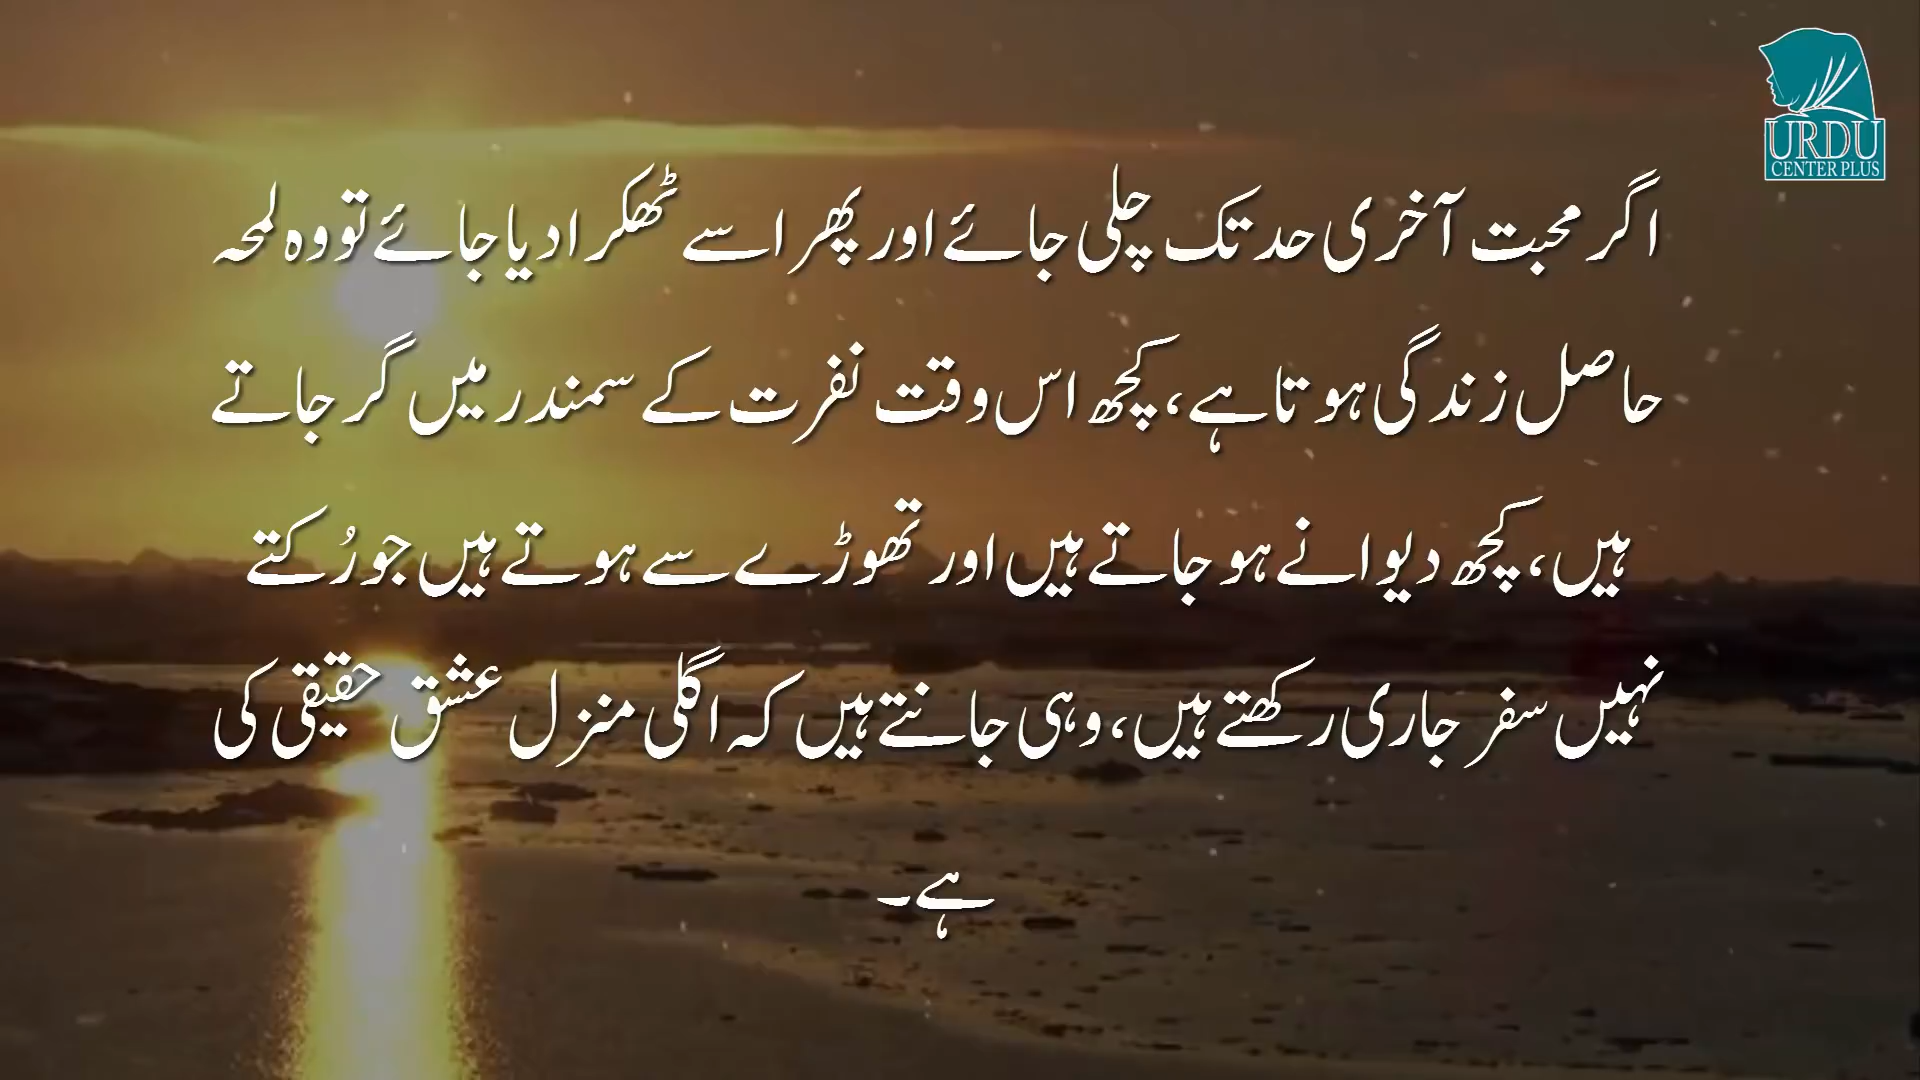 URDU
CENTER PLUS
اگر محبت آخری حد تک چلی جائے اور پھر اسے ٹھکرا دیا جائے تو وہ لمحہ
حاصل زندگی ہوتا ہے، کچھ اس وقت نفرت کے سمندر میں گر جاتے
ہیں، کچھ دیوانے ہو جاتے ہیں اور تھوڑے سے ہوتے ہیں جو رُکتے
نہیں سفر جاری رکھتے ہیں، وہی جانتے ہیں کہ اگلی منزل عشق حقیقی کی
ہے۔